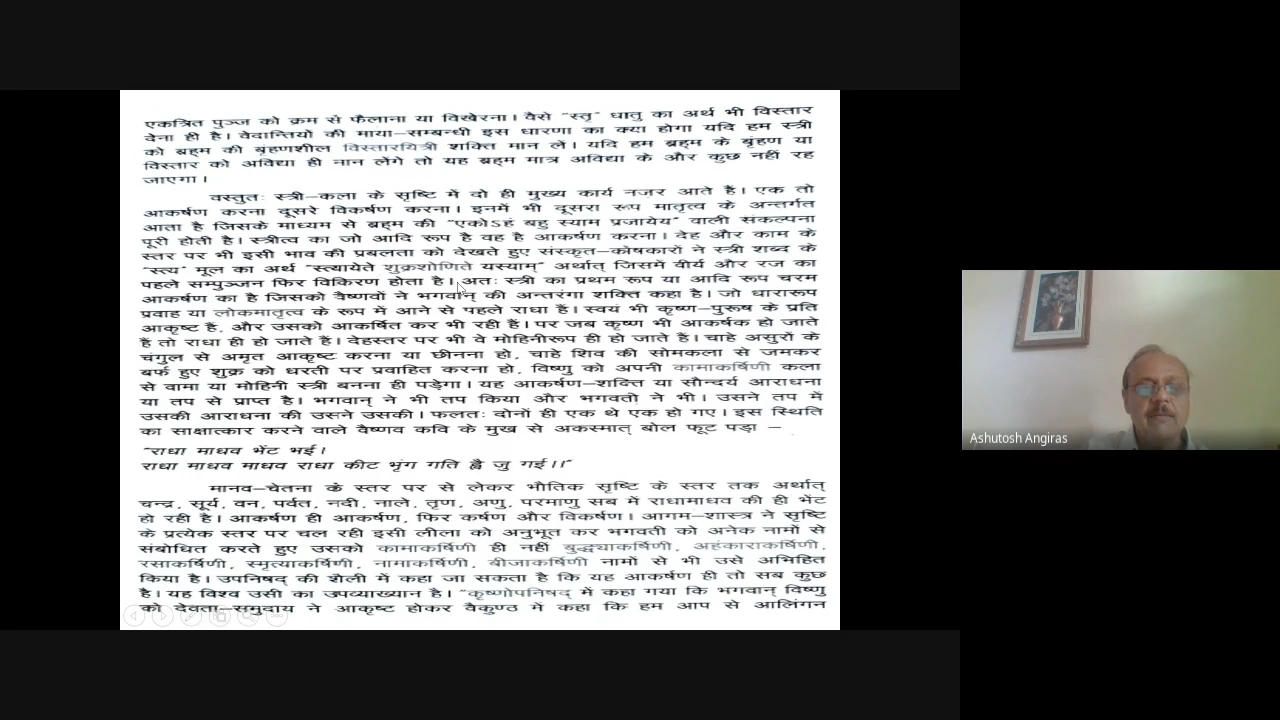 एकत्रित पुञ्ज को क्रम से फैलाना या विखेरना। वैसे "स्तृ" धातु का अर्थ भी विस्तार
देना ही है। वेदान्तियों की माया–सम्बन्धी इस धारणा का क्या होगा यदि हम स्त्री
को ब्रह्म की बृंहणशील विस्तारयित्री शक्ति मान लें। यदि हम ब्रह्म के बृंहण या
विस्तार को अविद्या ही नान लेंगे तो यह ब्रह्म मात्र अविद्या के और कुछ नहीं रह
जाएगा।
वस्तुतः स्त्री–कला के सृष्टि में दो ही मुख्य कार्य नजर आते हैं। एक तो
आकर्षण करना दूसरे विकर्षण करना। इनमें भी दूसरा रूप मातृत्व के अन्तर्गत
आता है जिसके माध्यम से ब्रह्म की "एकोऽहं बहु स्याम प्रजायेय" वाली संकल्पना
पूरी होती है। स्त्रीत्व का जो आदि रूप है वह है आकर्षण करना। देह और काम के
स्तर पर भी इसी भाव की प्रबलता को देखते हुए संस्कृत–कोषकारों ने स्त्री शब्द के
"स्त्य" मूल का अर्थ "स्त्यायेते शुक्रशोणिते यस्याम्" अर्थात् जिसमें वीर्य और रज का
पहले सम्पुञ्जन फिर विकिरण होता है। अतः स्त्री का प्रथम रूप या आदि रूप चरम
आकर्षण का है जिसको वैष्णवों ने भगवान् की अन्तरंगा शक्ति कहा है। जो धारारूप
प्रवाह या लोकमातृत्व के रूप में आने से पहले राधा है। स्वयं भी कृष्ण–पुरूष के प्रति
आकृष्ट हैं, और उसको आकर्षित कर भी रही हैं। पर जब कृष्ण भी आकर्षक हो जाते
हैं तो राधा ही हो जाते हैं। देहस्तर पर भी वे मोहिनीरूप ही हो जाते हैं। चाहे असुरों के
चंगुल से अमृत आकृष्ट करना या छीनना हो, चाहे शिव की सोमकला से जमकर
बर्फ हुए शुक्र को धरती पर प्रवाहित करना हो, विष्णु को अपनी कामाकर्षिणी कला
से वामा या मोहिनी स्त्री बनना ही पड़ेगा। यह आकर्षण–शक्ति या सौन्दर्य आराधना
या तप से प्राप्त है। भगवान् ने भी तप किया और भगवती ने भी। उसने तप में
उसकी आराधना की उसने उसकी। फलतः दोनों ही एक थे एक हो गए। इस स्थिति
का साक्षात्कार करने वाले वैष्णव कवि के मुख से अकस्मात् बोल फूट पड़ा –
"राधा माधव भेंट भई।
राधा माधव माधव राधा कीट भृंग गति ह्वै जु गई।।"
मानव–चेतना के स्तर पर से लेकर भौतिक सृष्टि के स्तर तक अर्थात्
चन्द्र, सूर्य, वन, पर्वत, नदी, नाले, तृण, अणु, परमाणु सब में राधामाधव की ही भेंट
हो रही है। आकर्षण ही आकर्षण, फिर कर्षण और विकर्षण। आगम–शास्त्र ने सृष्टि
के प्रत्येक स्तर पर चल रही इसी लीला को अनुभूत कर भगवती को अनेक नामों से
संबोधित करते हुए उसको कामाकर्षिणी ही नहीं बुद्ध्याकर्षिणी, अहंकाराकर्षिणी,
रसाकर्षिणी, स्मृत्याकर्षिणी, नामाकर्षिणी, बीजाकर्षिणी नामों से भी उसे अभिहित
किया है। उपनिषद् की शैली में कहा जा सकता है कि यह आकर्षण ही तो सब कुछ
है। यह विश्व उसी का उपव्याख्यान है। "कृष्णोपनिषद् में कहा गया कि भगवान् विष्णु
को देवता–समुदाय ने आकृष्ट होकर वैकुण्ठ में कहा कि हम आप से आलिंगन
Ashutosh Angiras